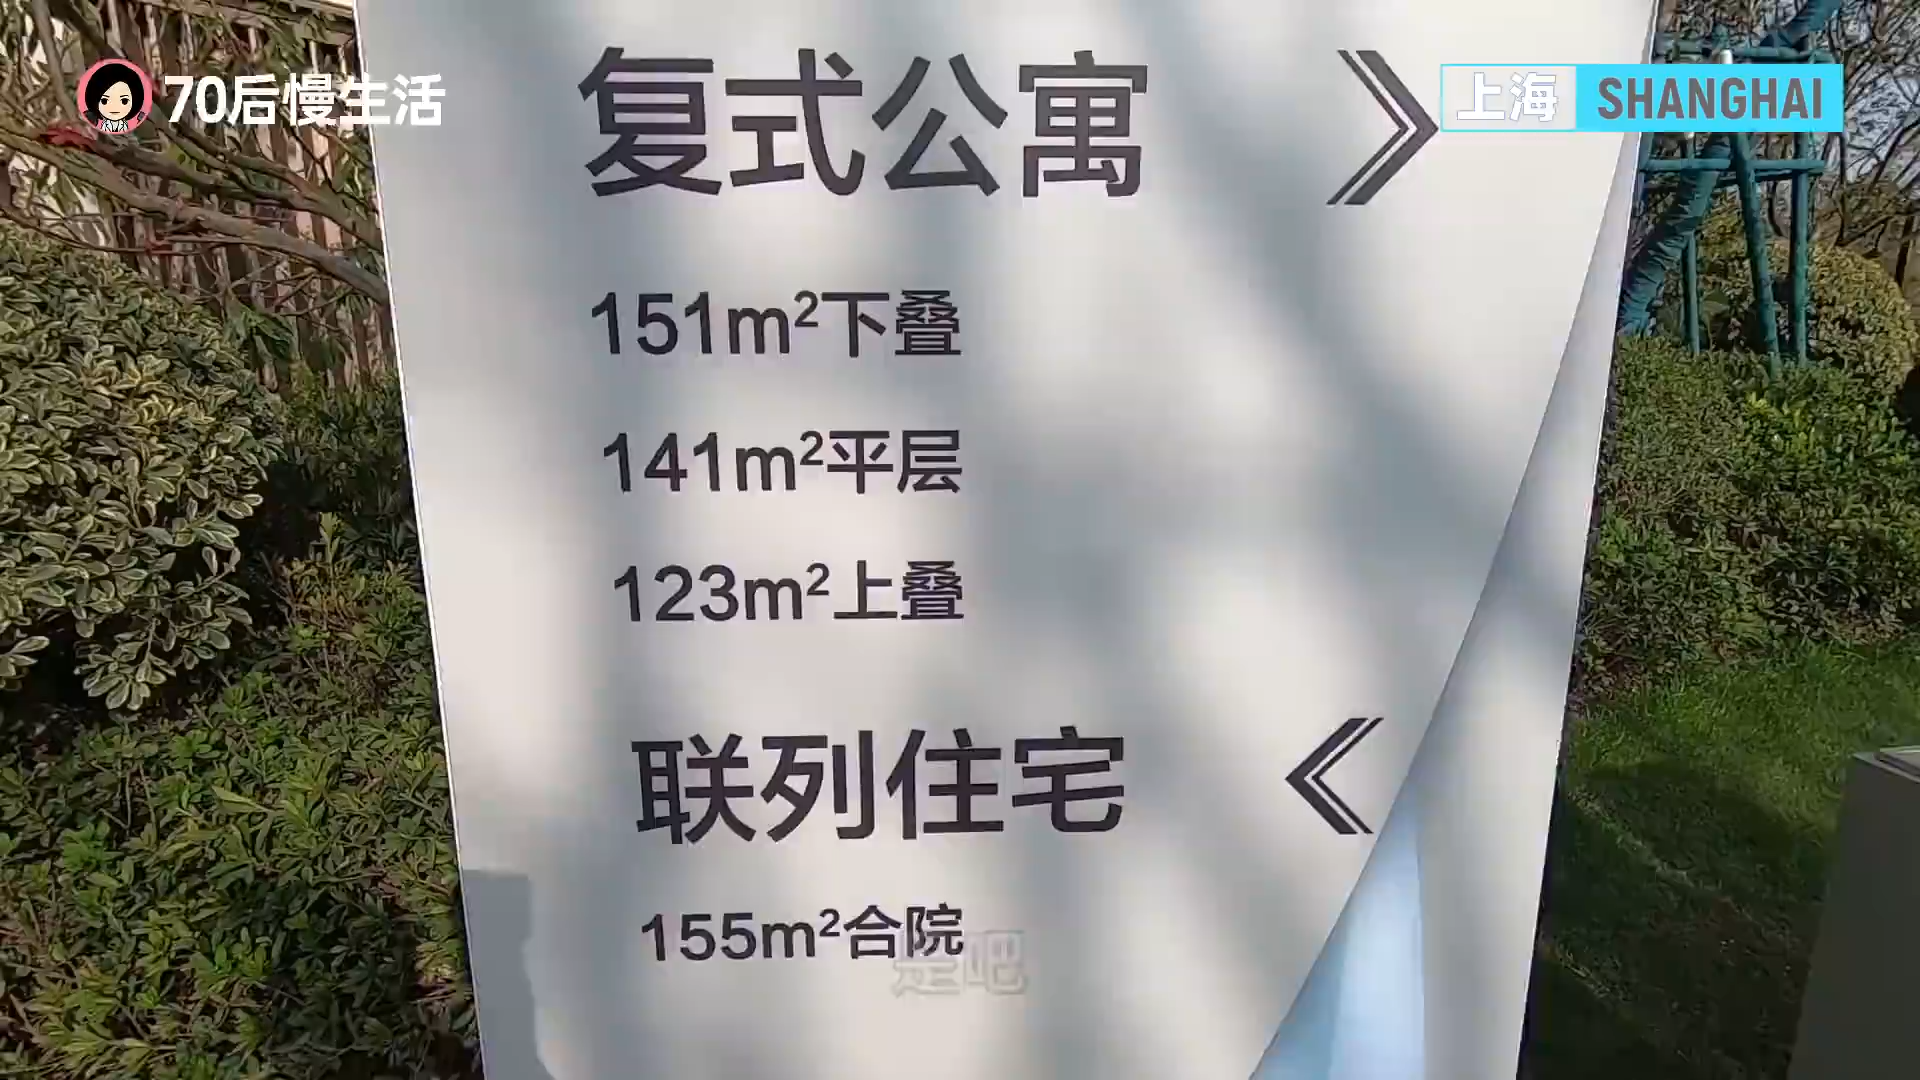 70后慢生活
上海 SHANGHAI
复式公寓
151m²下叠
141m²平层
123m²上叠
联列住宅
155m²合院
是吧